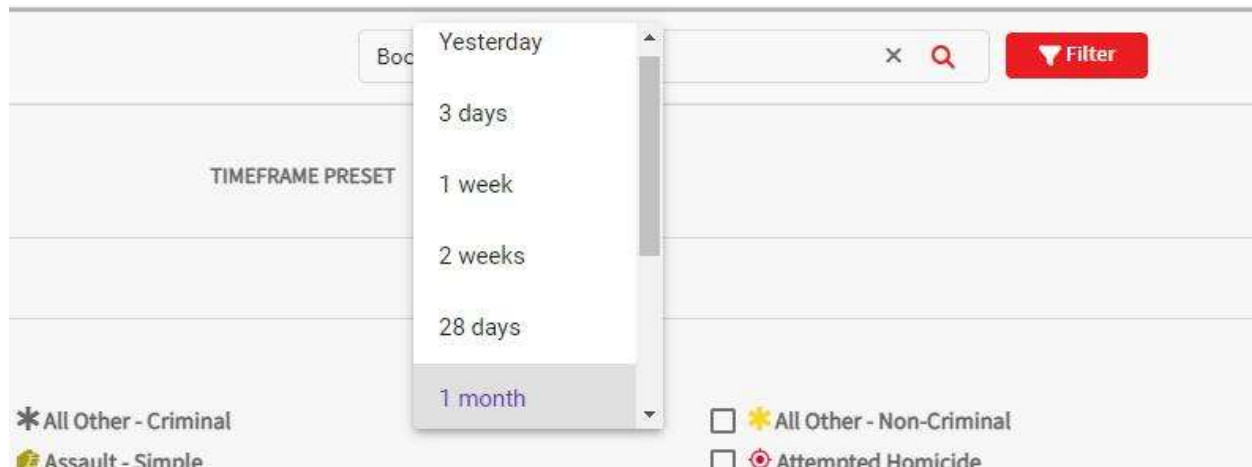 Boc
Filter
TIMEFRAME PRESET
Yesterday
3 days
1 week
2 weeks
28 days
1 month
All Other - Criminal
All Other - Non-Criminal
Assault - Simple
Attempted Homicide